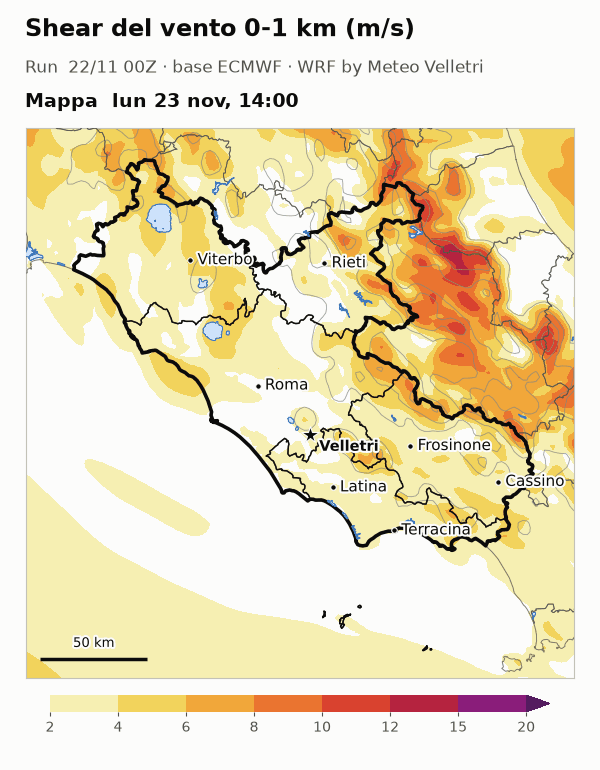 Shear del vento 0-1 km (m/s)
Run  22/11 00Z · base ECMWF · WRF by Meteo Velletri
Mappa  lun 23 nov, 14:00
Viterbo
Rieti
Roma
Velletri
Frosinone
Cassino
Latina
Terracina
50 km
2 4 6 8 10 12 15 20